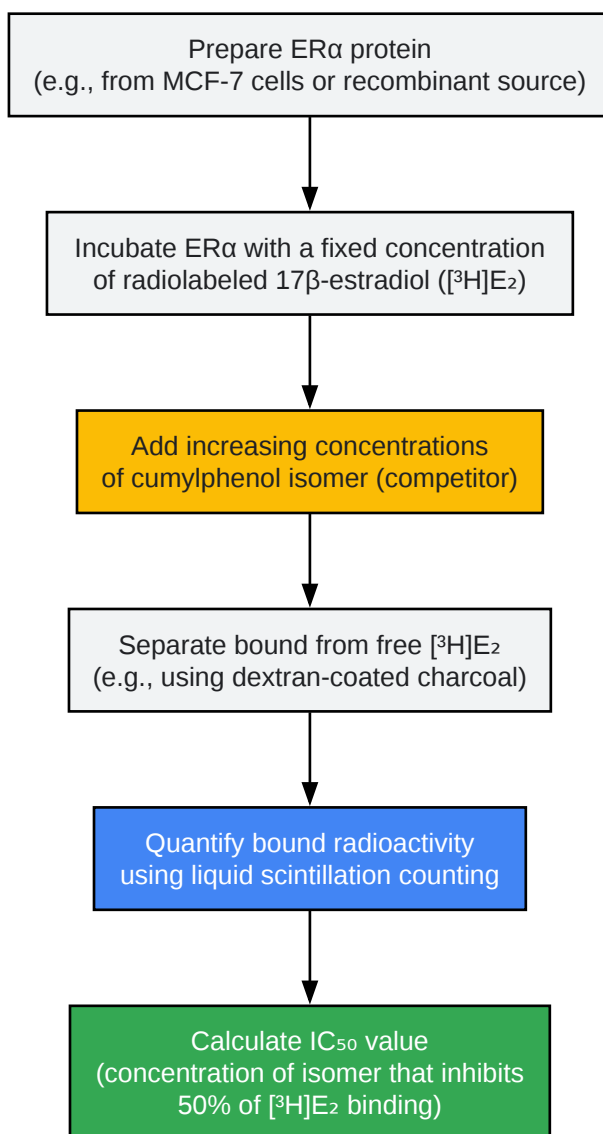 Prepare ERα protein
(e.g., from MCF-7 cells or recombinant source)
Incubate ERα with a fixed concentration
of radiolabeled 17β-estradiol ([³H]E₂)
Add increasing concentrations
of cumylphenol isomer (competitor)
Separate bound from free [³H]E₂
(e.g., using dextran-coated charcoal)
Quantify bound radioactivity
using liquid scintillation counting
Calculate IC₅₀ value
(concentration of isomer that inhibits
50% of [³H]E₂ binding)